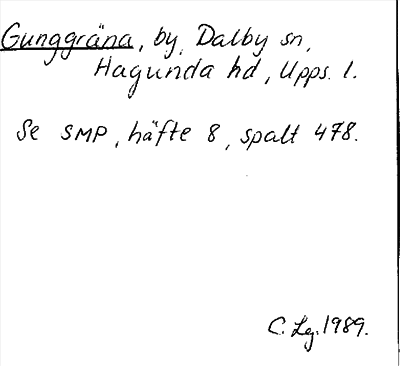 Gunggräna, by, Dalby sn,
Hagunda hd, Upps. l.
Se SMP, häfte 8, spalt 478.
C. Lg. 1989.